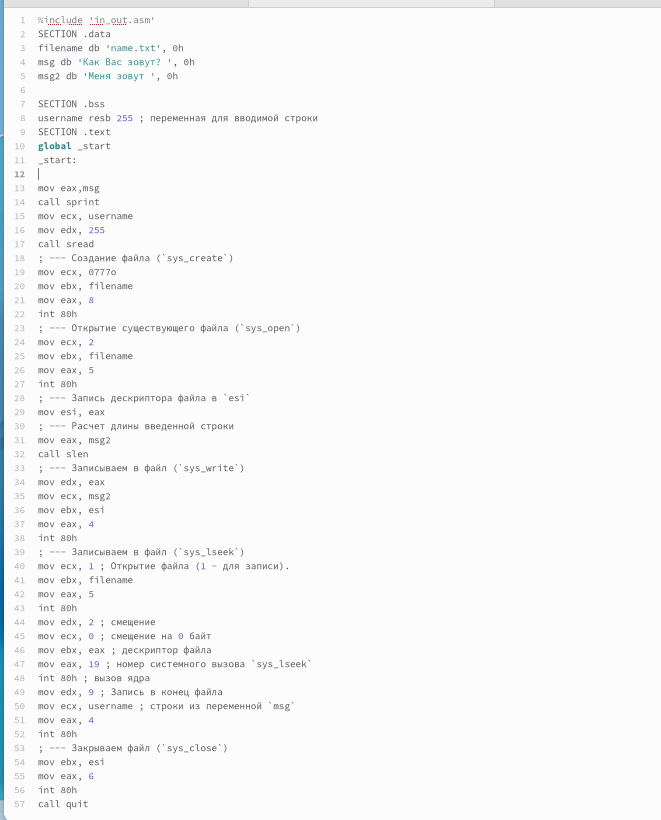 1 %include 'in_out.asm'
2 SECTION .data
3 filename db 'name.txt', 0h
4 msg db 'Как Вас зовут? ', 0h
5 msg2 db 'Меня зовут ', 0h
6
7 SECTION .bss
8 username resb 255 ; переменная для вводимой строки
9 SECTION .text
10 global _start
11 _start:
12
13 mov eax,msg
14 call sprint
15 mov ecx, username
16 mov edx, 255
17 call sread
18 ; --- Создание файла (`sys_create`)
19 mov ecx, 0777o
20 mov ebx, filename
21 mov eax, 8
22 int 80h
23 ; --- Открытие существующего файла (`sys_open`)
24 mov ecx, 2
25 mov ebx, filename
26 mov eax, 5
27 int 80h
28 ; --- Запись дескриптора файла в `esi`
29 mov esi, eax
30 ; --- Расчет длины введенной строки
31 mov eax, msg2
32 call slen
33 ; --- Записываем в файл (`sys_write`)
34 mov edx, eax
35 mov ecx, msg2
36 mov ebx, esi
37 mov eax, 4
38 int 80h
39 ; --- Записываем в файл (`sys_lseek`)
40 mov ecx, 1 ; Открытие файла (1 - для записи).
41 mov ebx, filename
42 mov eax, 5
43 int 80h
44 mov edx, 2 ; смещение
45 mov ecx, 0 ; смещение на 0 байт
46 mov ebx, eax ; дескриптор файла
47 mov eax, 19 ; номер системного вызова `sys_lseek`
48 int 80h ; вызов ядра
49 mov edx, 9 ; Запись в конец файла
50 mov ecx, username ; строки из переменной `msg`
51 mov eax, 4
52 int 80h
53 ; --- Закрываем файл (`sys_close`)
54 mov ebx, esi
55 mov eax, 6
56 int 80h
57 call quit